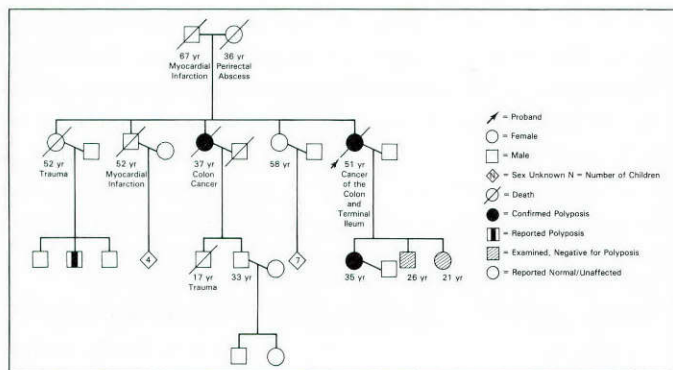 67 yr
Myocardial
Infarction
36 yr
Perirectal
Abscess
52 yr
Trauma
52 yr
Myocardial
Infarction
37 yr
Colon
Cancer
58 yr
51 yr
Cancer
of the
Colon
and
Terminal
Ileum
4
17 yr
Trauma
33 yr
7
35 yr
26 yr
21 yr
= Proband
= Female
= Male
N = Sex Unknown N = Number of Children
= Death
= Confirmed Polyposis
= Reported Polyposis
= Examined, Negative for Polyposis
= Reported Normal/Unaffected